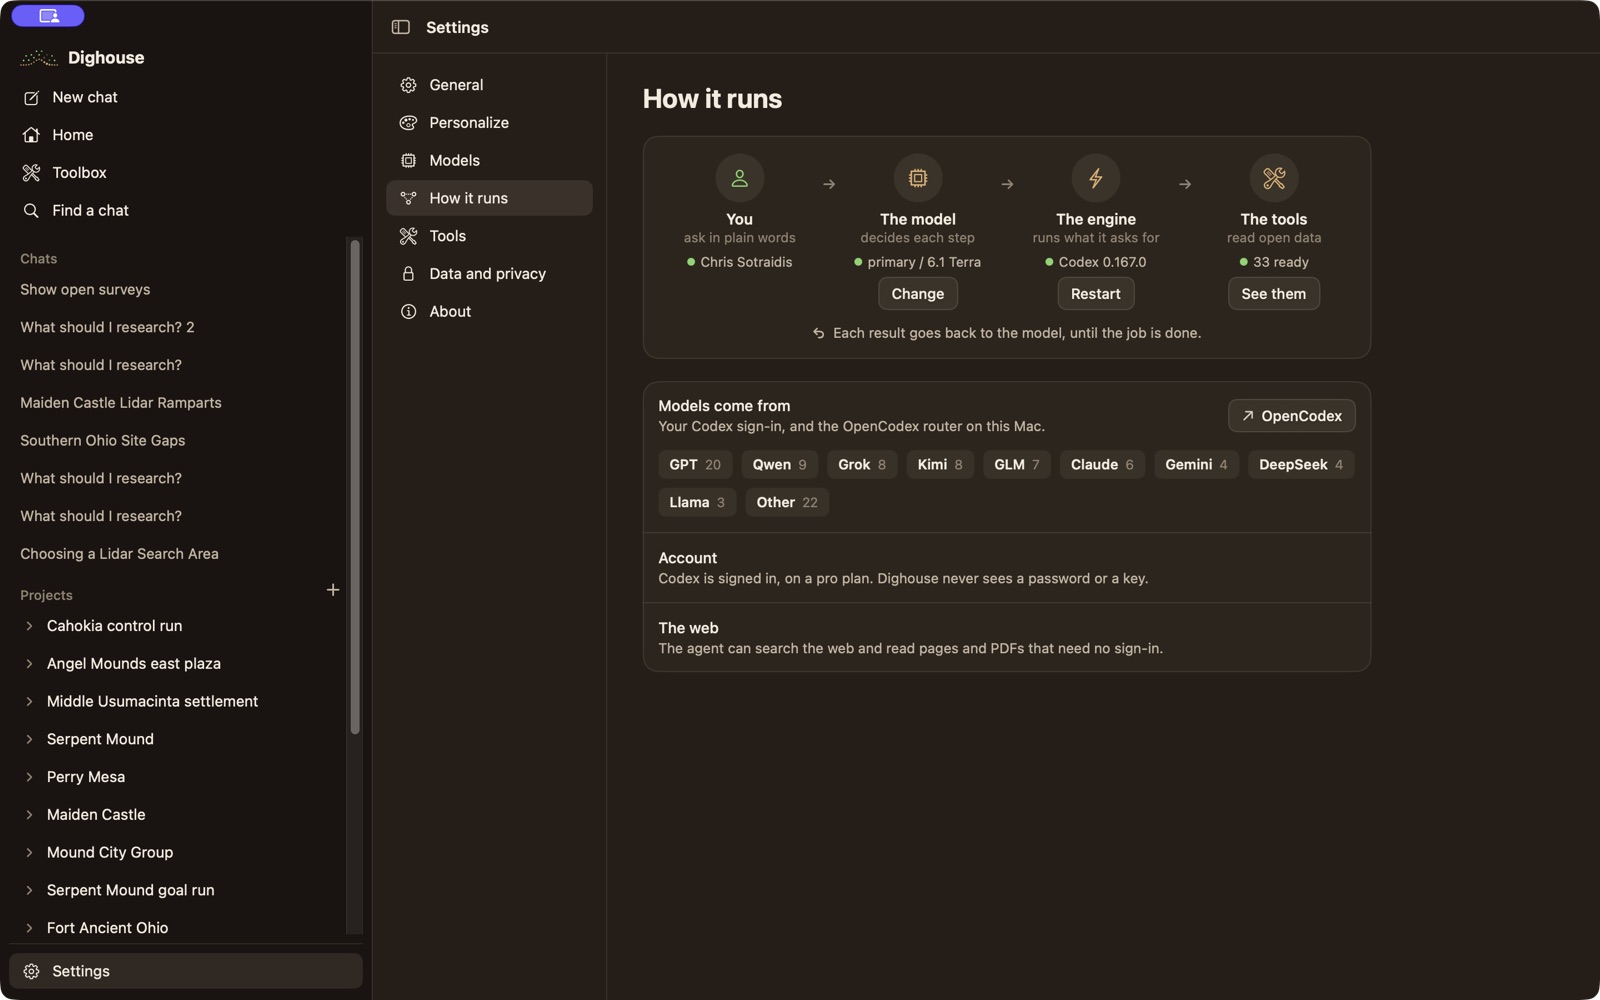 Dighouse
New chat
Home
Toolbox
Find a chat
Chats
Show open surveys
What should I research? 2
What should I research?
Maiden Castle Lidar Ramparts
Southern Ohio Site Gaps
What should I research?
What should I research?
Choosing a Lidar Search Area
Projects
Cahokia control run
Angel Mounds east plaza
Middle Usumacinta settlement
Serpent Mound
Perry Mesa
Maiden Castle
Mound City Group
Serpent Mound goal run
Fort Ancient Ohio
Settings
Settings
General
Personalize
Models
How it runs
Tools
Data and privacy
About
How it runs
You
ask in plain words
Chris Sotraidis
The model
decides each step
primary / 6.1 Terra
Change
The engine
runs what it asks for
Codex 0.167.0
Restart
The tools
read open data
33 ready
See them
Each result goes back to the model, until the job is done.
Models come from
Your Codex sign-in, and the OpenCodex router on this Mac.
OpenCodex
GPT 20 Qwen 9 Grok 8 Kimi 8 GLM 7 Claude 6 Gemini 4 DeepSeek 4
Llama 3 Other 22
Account
Codex is signed in, on a pro plan. Dighouse never sees a password or a key.
The web
The agent can search the web and read pages and PDFs that need no sign-in.